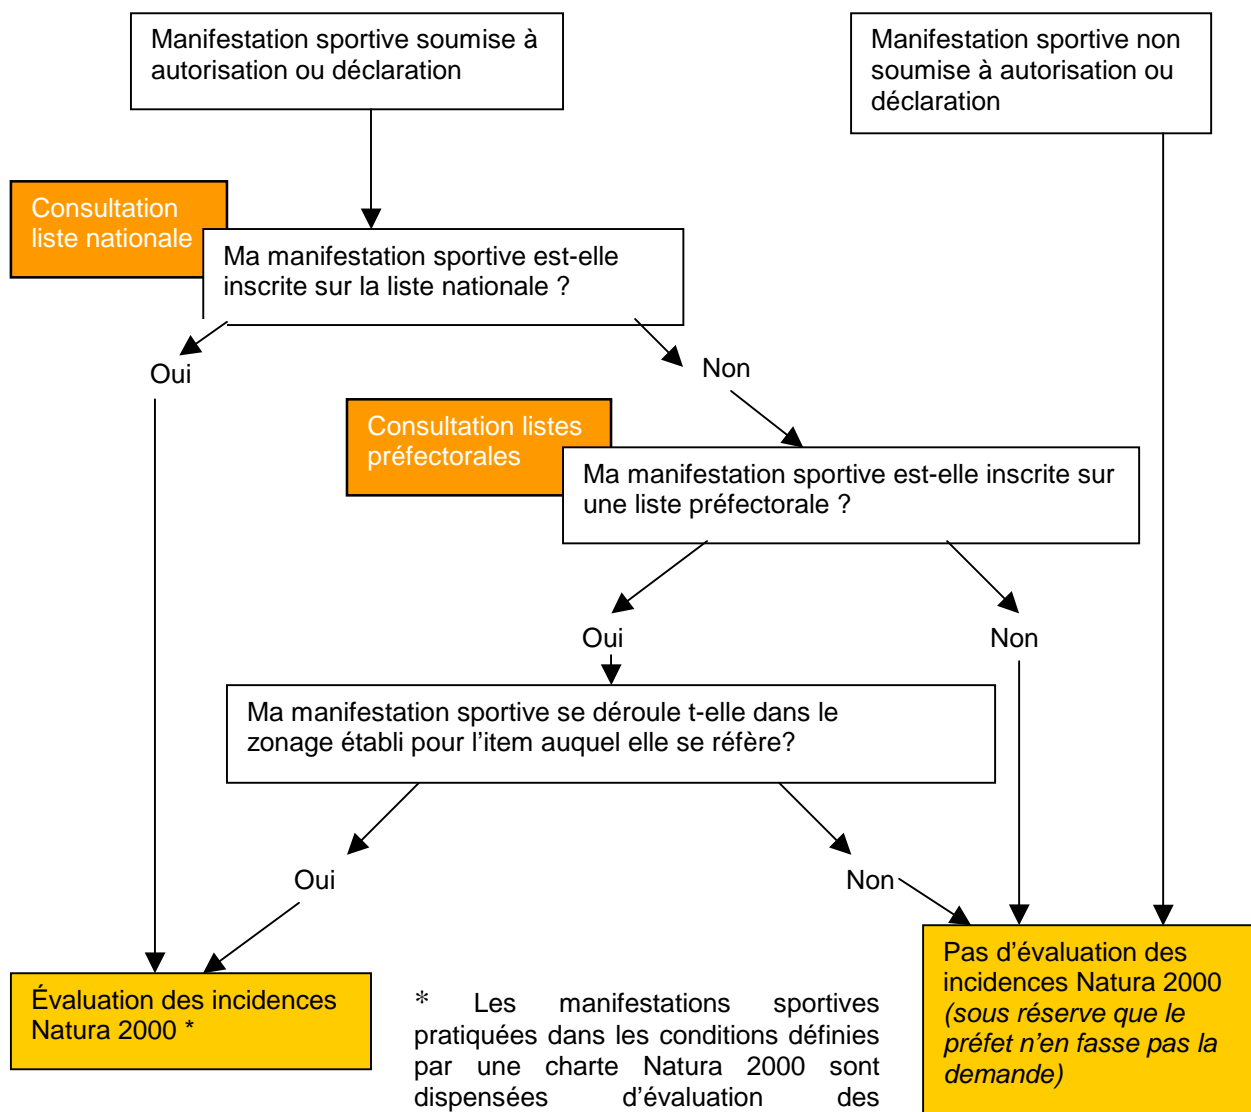 Manifestation sportive soumise à
autorisation ou déclaration
Manifestation sportive non
soumise à autorisation ou
déclaration
Consultation
liste nationale
Ma manifestation sportive est-elle
inscrite sur la liste nationale ?
Oui
Non
Consultation listes
préfectorales
Ma manifestation sportive est-elle inscrite sur
une liste préfectorale ?
Oui
Non
Ma manifestation sportive se déroule t-elle dans le
zonage établi pour l'item auquel elle se réfère?
Oui
Non
Évaluation des incidences
Natura 2000 *
* Les manifestations sportives
pratiquées dans les conditions définies
par une charte Natura 2000 sont
dispensées d'évaluation des
Pas d'évaluation des
incidences Natura 2000
(sous réserve que le
préfet n'en fasse pas la
demande)